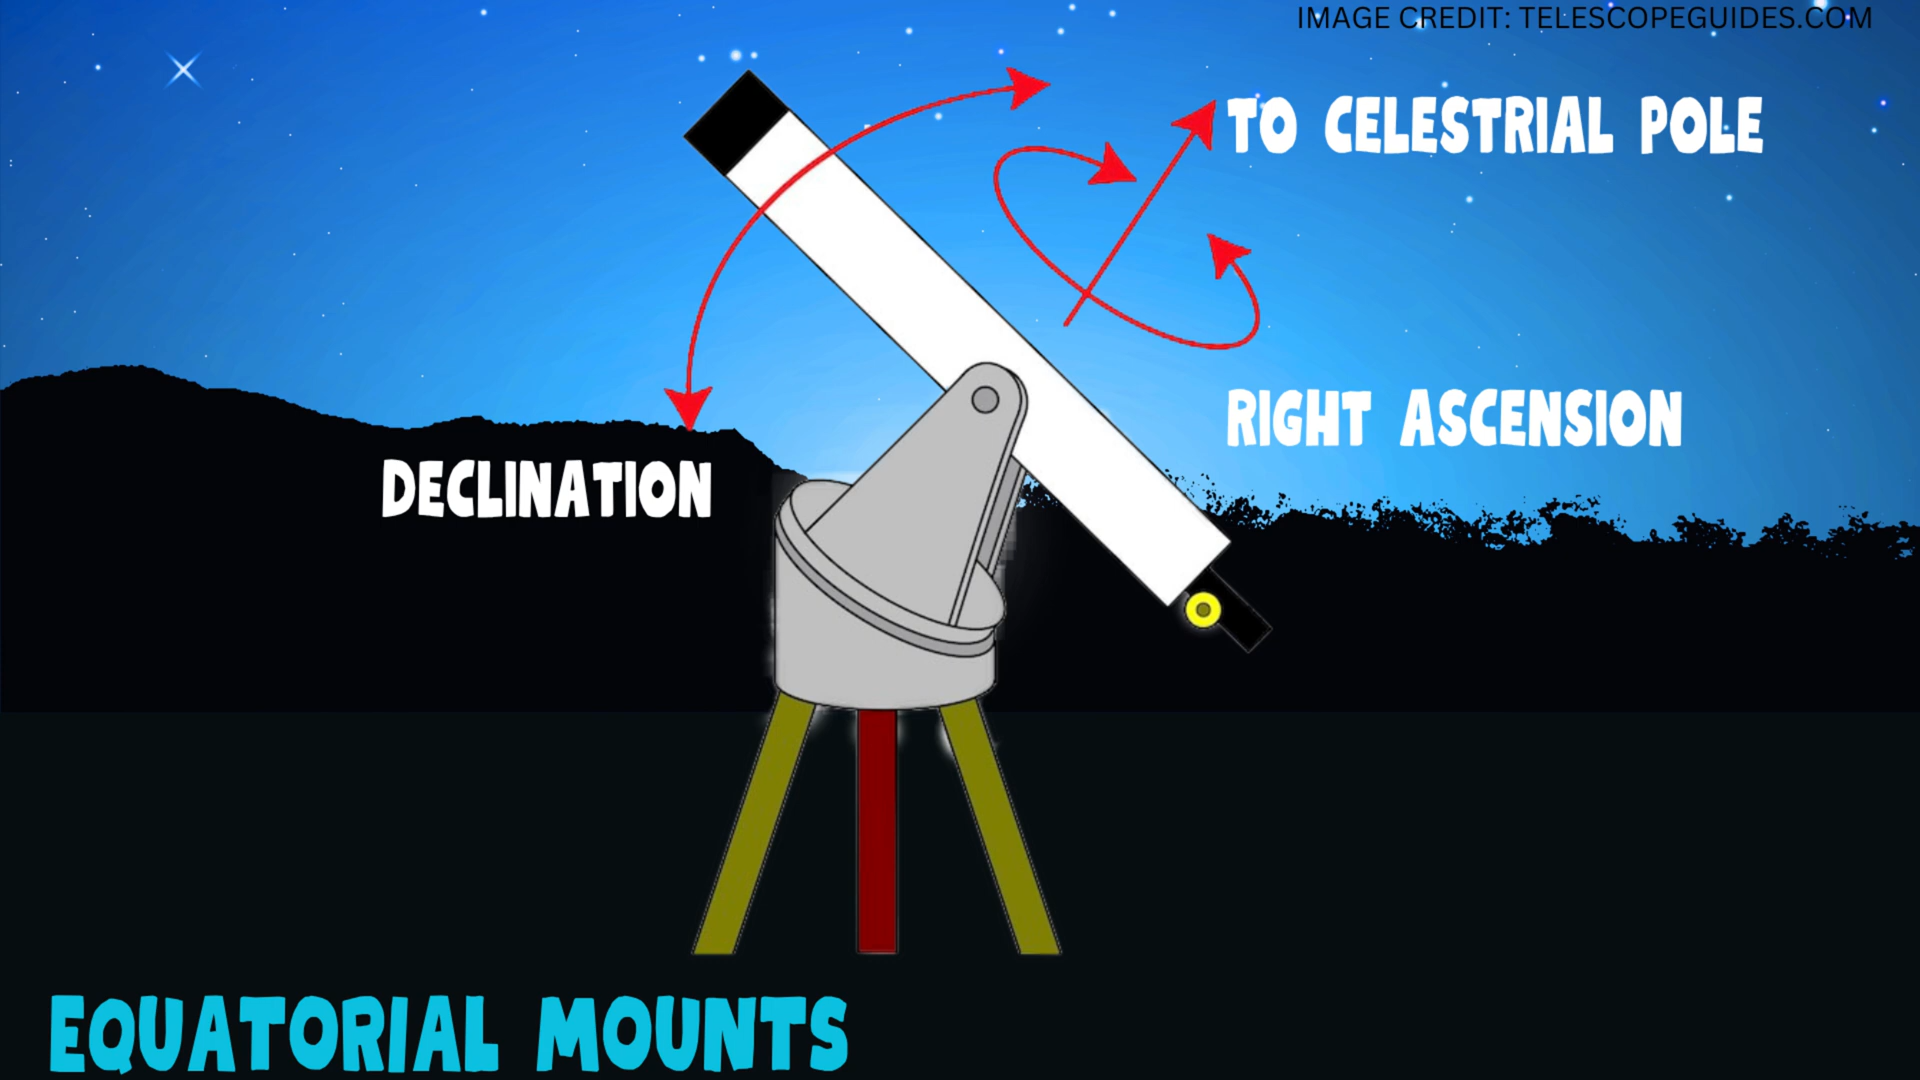 IMAGE CREDIT: TELESCOPEGUIDES.COM
TO CELESTRIAL POLE
RIGHT ASCENSION
DECLINATION
EQUATORIAL MOUNTS